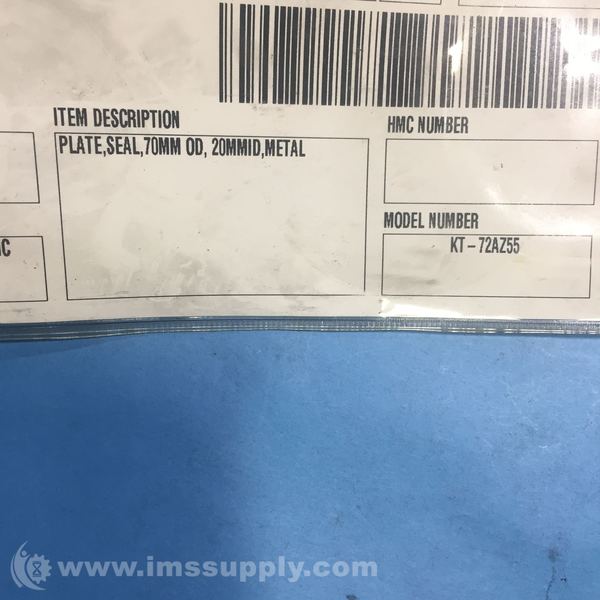 ITEM DESCRIPTION
PLATE,SEAL,70MM OD, 20MMID,METAL
HMC NUMBER
MODEL NUMBER
KT-72AZ55
www.imssupply.com